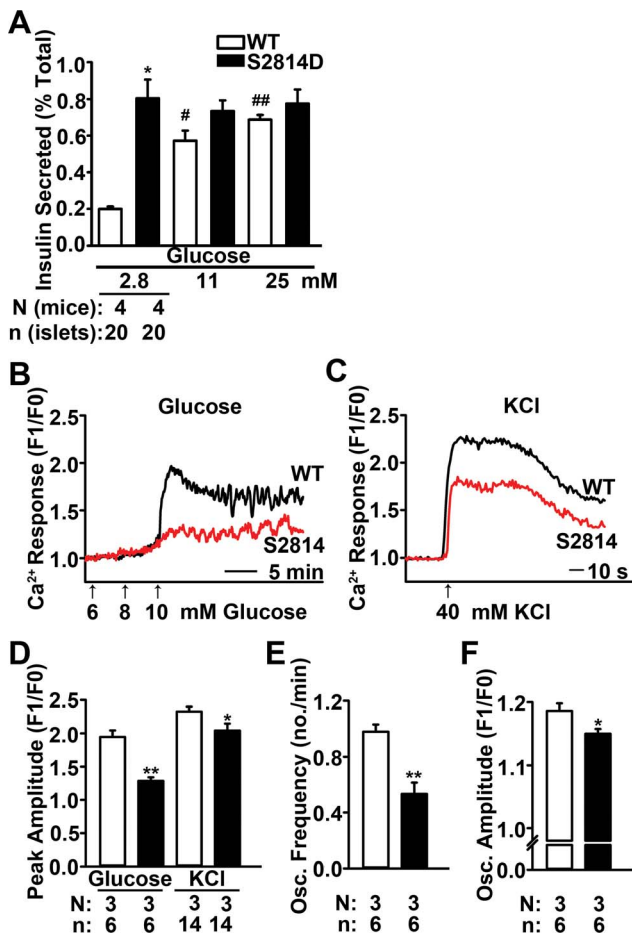 A
WT
S2814D
Insulin Secreted (% Total)
1.0
0.8
0.6
0.4
0.2
0.0
*
#
##
Glucose
2.8 11 25 mM
N (mice): 4 4
n (islets): 20 20
B
Glucose
Ca²⁺ Response (F1/F0)
2.5
2.0
1.5
1.0
WT
S2814
5 min
↑ ↑ ↑
6 8 10 mM Glucose
C
KCl
Ca²⁺ Response (F1/F0)
2.5
2.0
1.5
1.0
WT
S2814
10 s
↑
40 mM KCl
D
Peak Amplitude (F1/F0)
2.5
2.0
1.5
1.0
0.5
0.0
**
*
Glucose KCl
N: 3 3 3 3
n: 6 6 14 14
E
Osc. Frequency (no./min)
1.2
0.8
0.4
0.0
**
N: 3 3
n: 6 6
F
Osc. Amplitude (F1/F0)
1.2
1.1
1.0
0.0
*
N: 3 3
n: 6 6